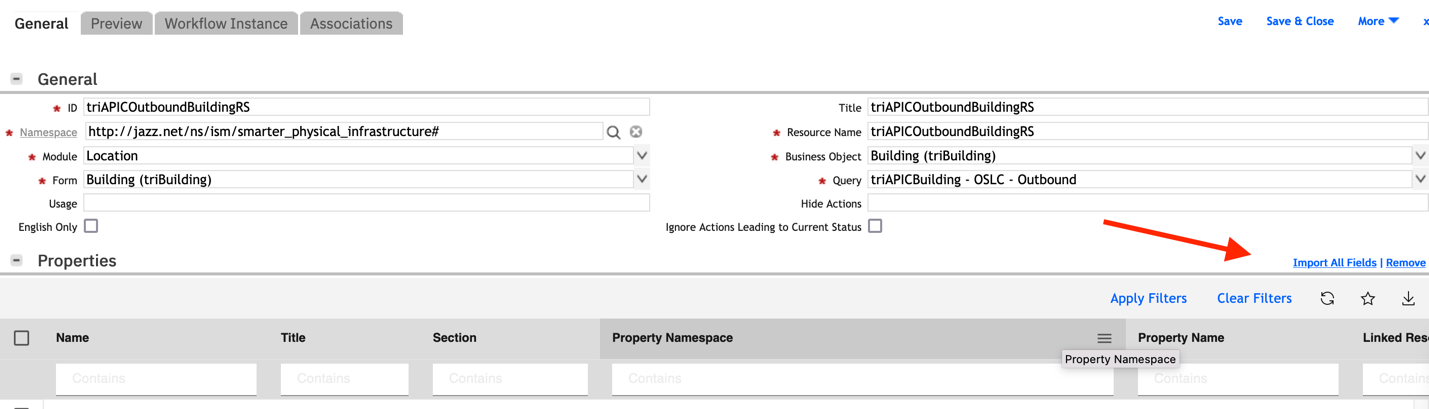 General Preview Workflow Instance Associations Save Save & Close More x
General
* ID triAPICOutboundBuildingRS Title triAPICOutboundBuildingRS
* Namespace http://jazz.net/ns/ism/smarter_physical_infrastructure# * Resource Name triAPICOutboundBuildingRS
* Module Location * Business Object Building (triBuilding)
* Form Building (triBuilding) * Query triAPICBuilding - OSLC - Outbound
Usage Hide Actions
English Only Ignore Actions Leading to Current Status
Properties Import All Fields | Remove
Apply Filters Clear Filters
Name Title Section Property Namespace Property Name Linked Res
Property Namespace
Contains Contains Contains Contains Contains Contains